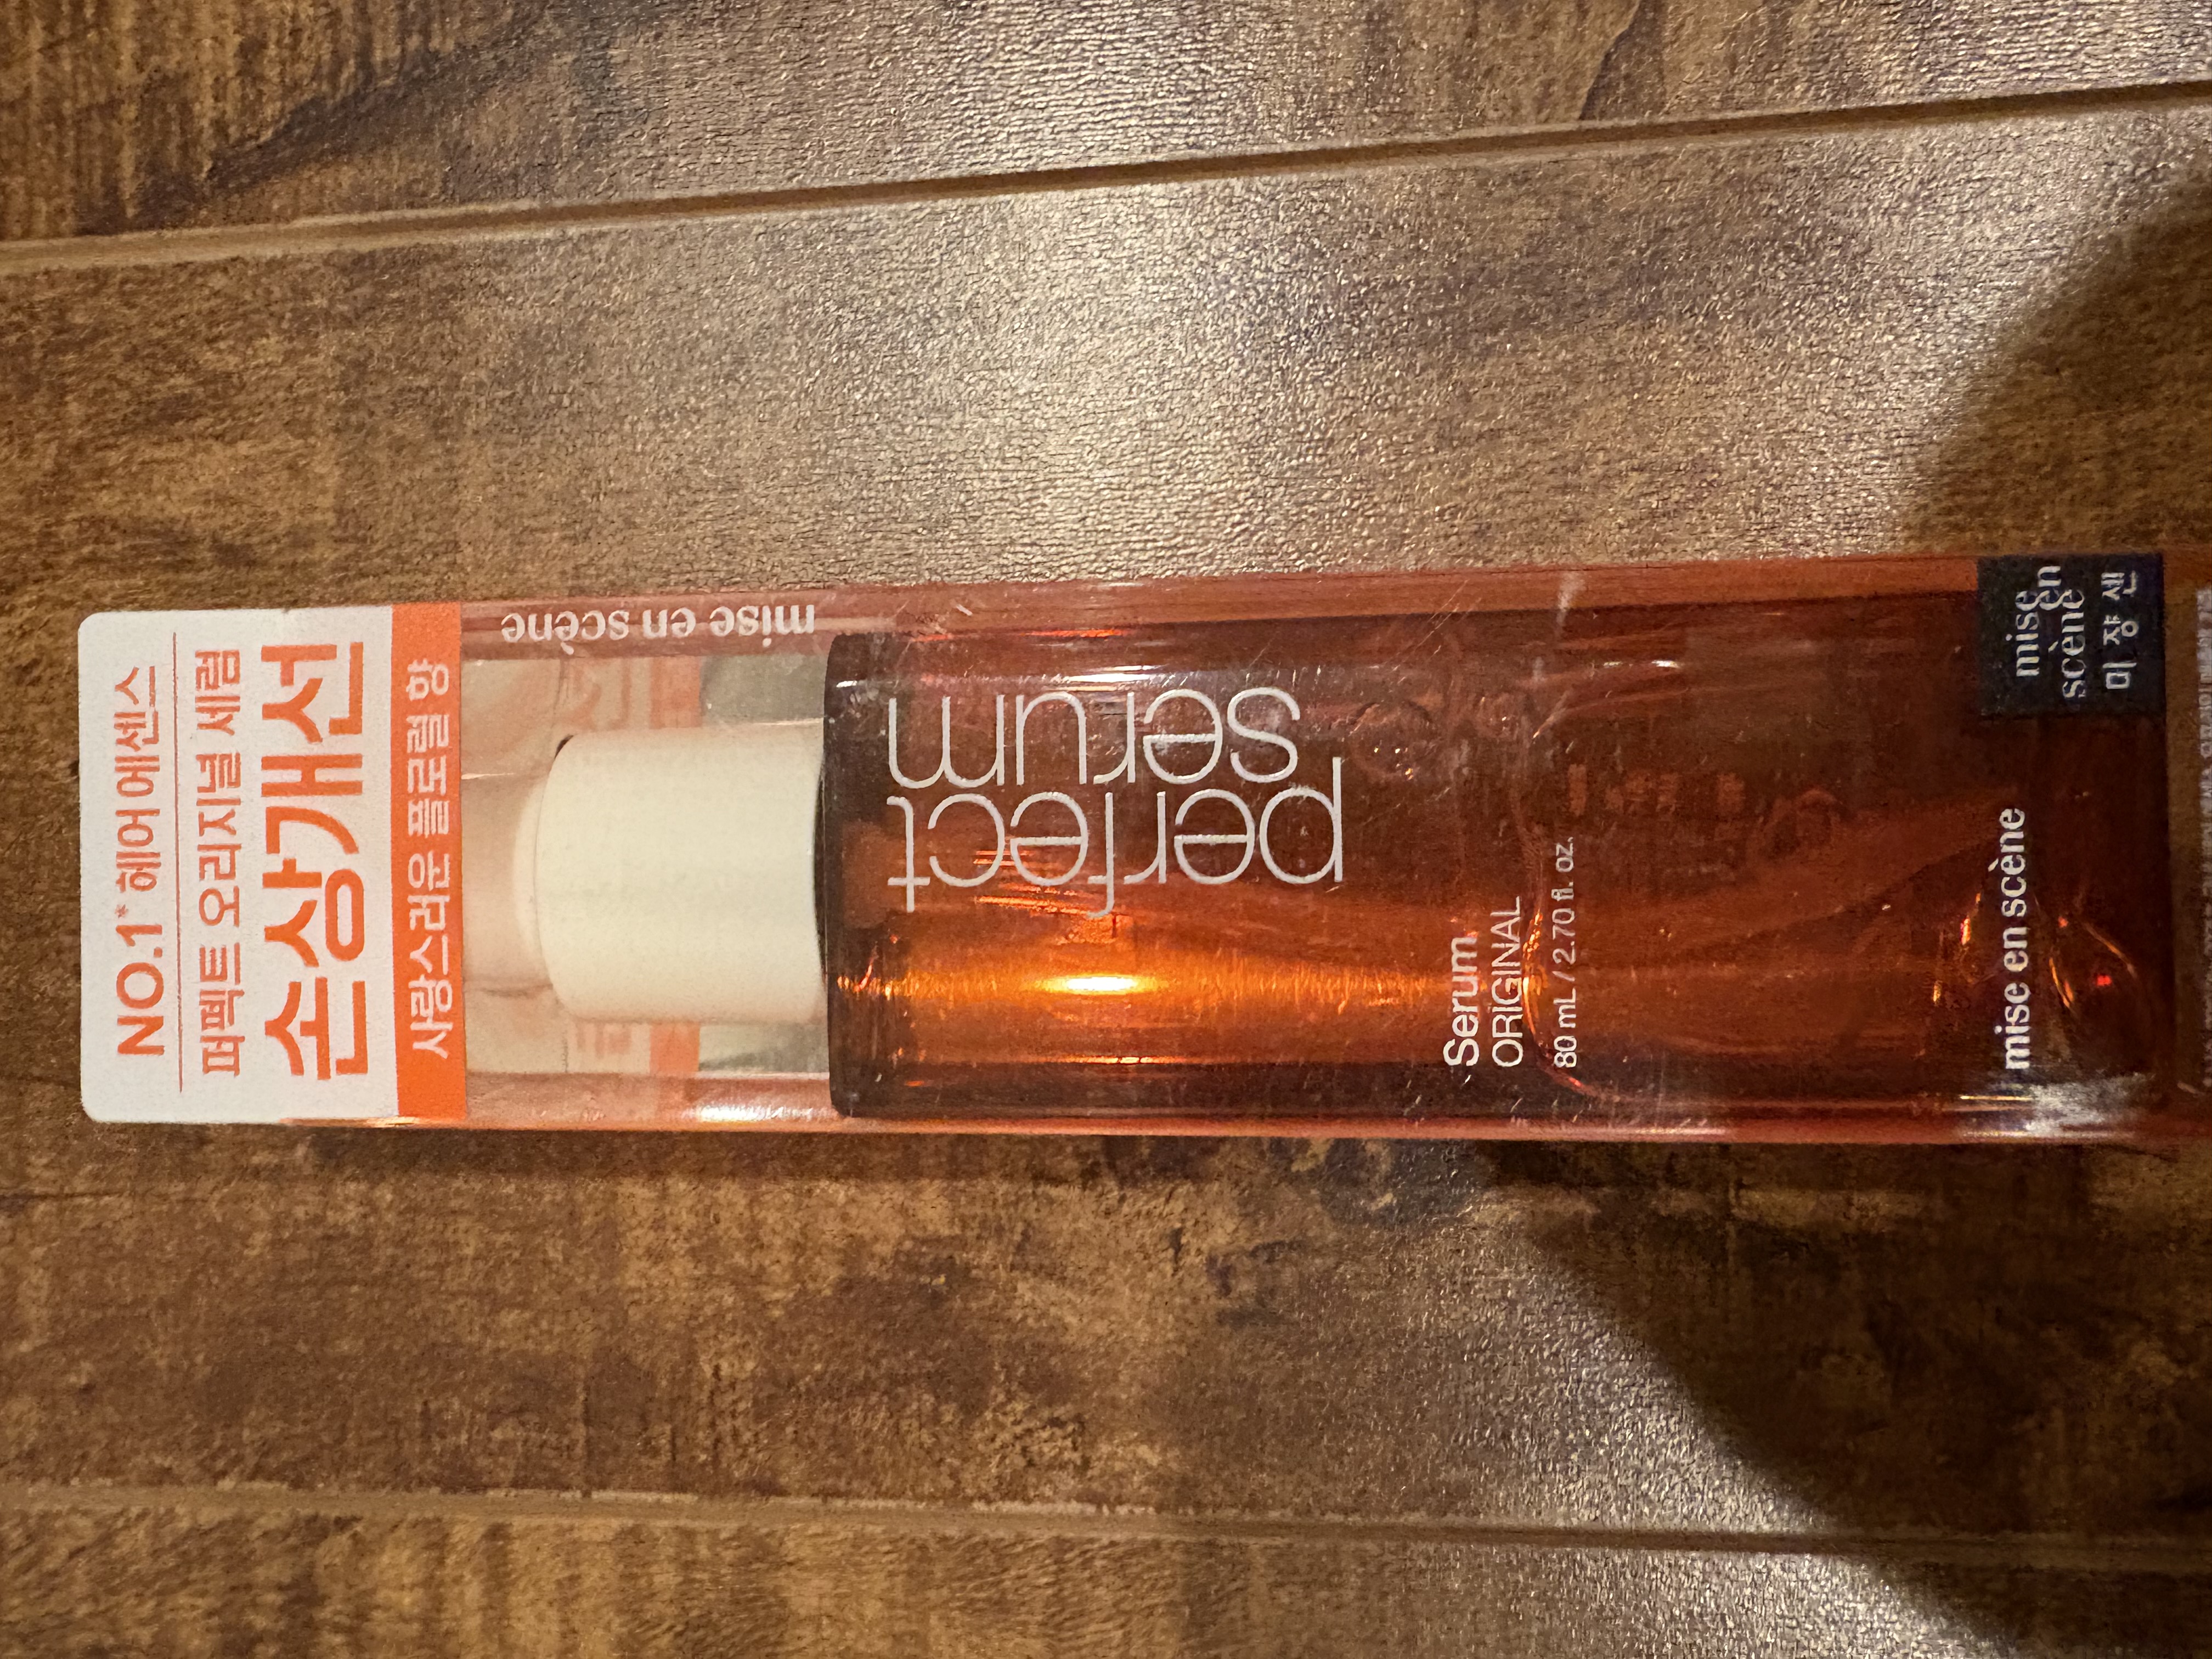 NO.1* 헤어 에센스
퍼펙트 오리지널 세럼
손상개선
사랑스러운 플로럴 향
mise en scène
perfect
serum
Serum
ORIGINAL
80 mL / 2.70 fl. oz.
mise en scène
mise
en
scène
미쟝센